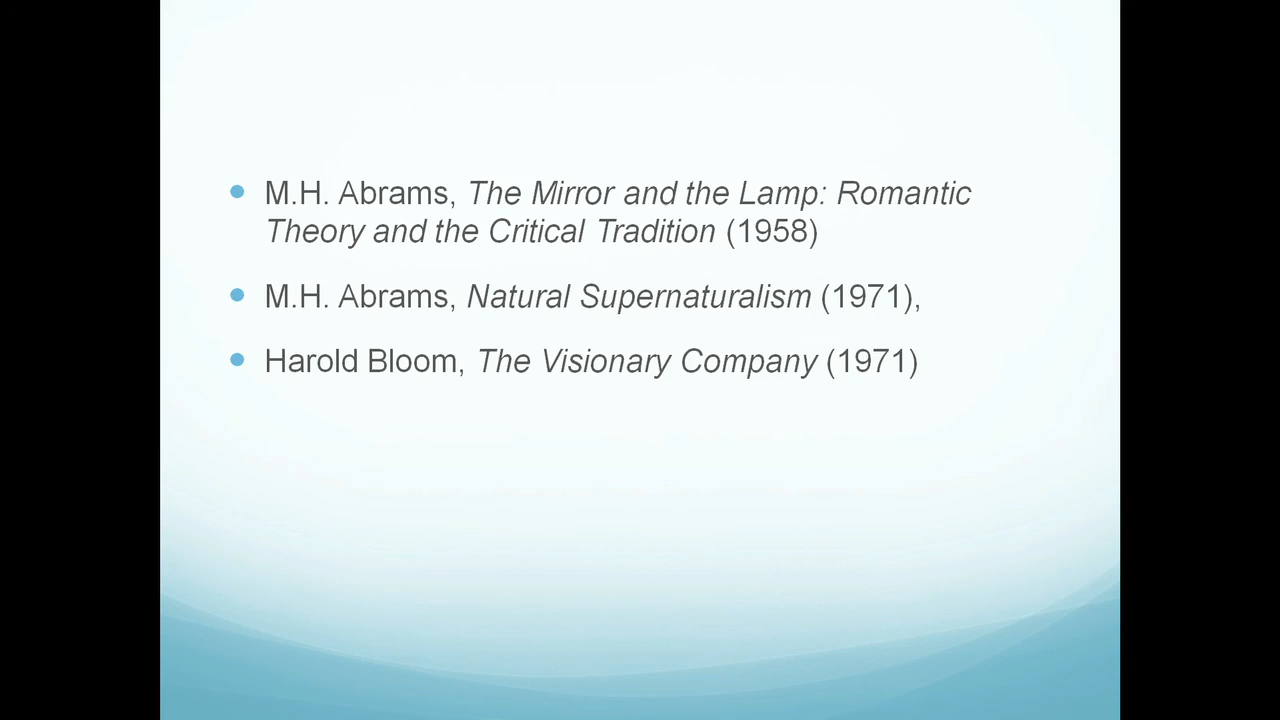 M.H. Abrams, The Mirror and the Lamp: Romantic
Theory and the Critical Tradition (1958)
M.H. Abrams, Natural Supernaturalism (1971),
Harold Bloom, The Visionary Company (1971)